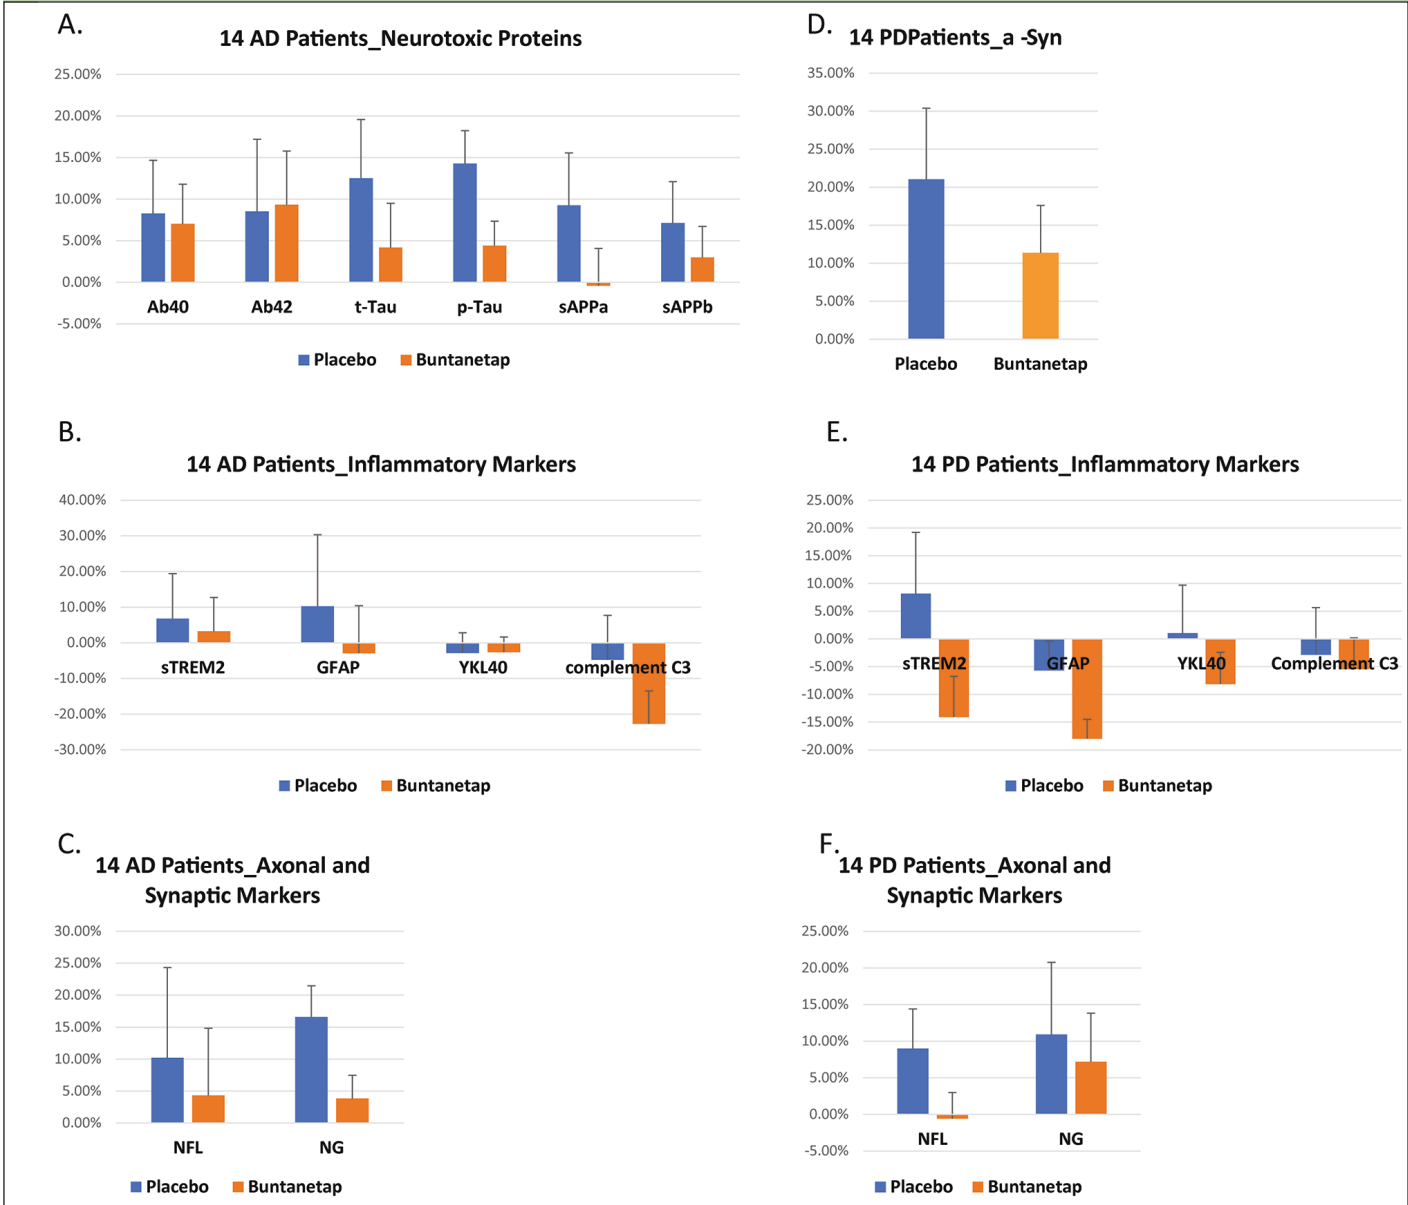 A.
14 AD Patients_Neurotoxic Proteins
25.00%
20.00%
15.00%
10.00%
5.00%
0.00%
-5.00%
Ab40 Ab42 t-Tau p-Tau sAPPa sAPPb
Placebo Buntanetap
D.
14 PDPatients_a -Syn
35.00%
30.00%
25.00%
20.00%
15.00%
10.00%
5.00%
0.00%
Placebo Buntanetap
B.
14 AD Patients_Inflammatory Markers
40.00%
30.00%
20.00%
10.00%
0.00%
-10.00%
-20.00%
-30.00%
sTREM2 GFAP YKL40 complement C3
Placebo Buntanetap
E.
14 PD Patients_Inflammatory Markers
25.00%
20.00%
15.00%
10.00%
5.00%
0.00%
-5.00%
-10.00%
-15.00%
-20.00%
sTREM2 GFAP YKL40 Complement C3
Placebo Buntanetap
C.
14 AD Patients_Axonal and
Synaptic Markers
30.00%
25.00%
20.00%
15.00%
10.00%
5.00%
0.00%
NFL NG
Placebo Buntanetap
F.
14 PD Patients_Axonal and
Synaptic Markers
25.00%
20.00%
15.00%
10.00%
5.00%
0.00%
-5.00%
NFL NG
Placebo Buntanetap